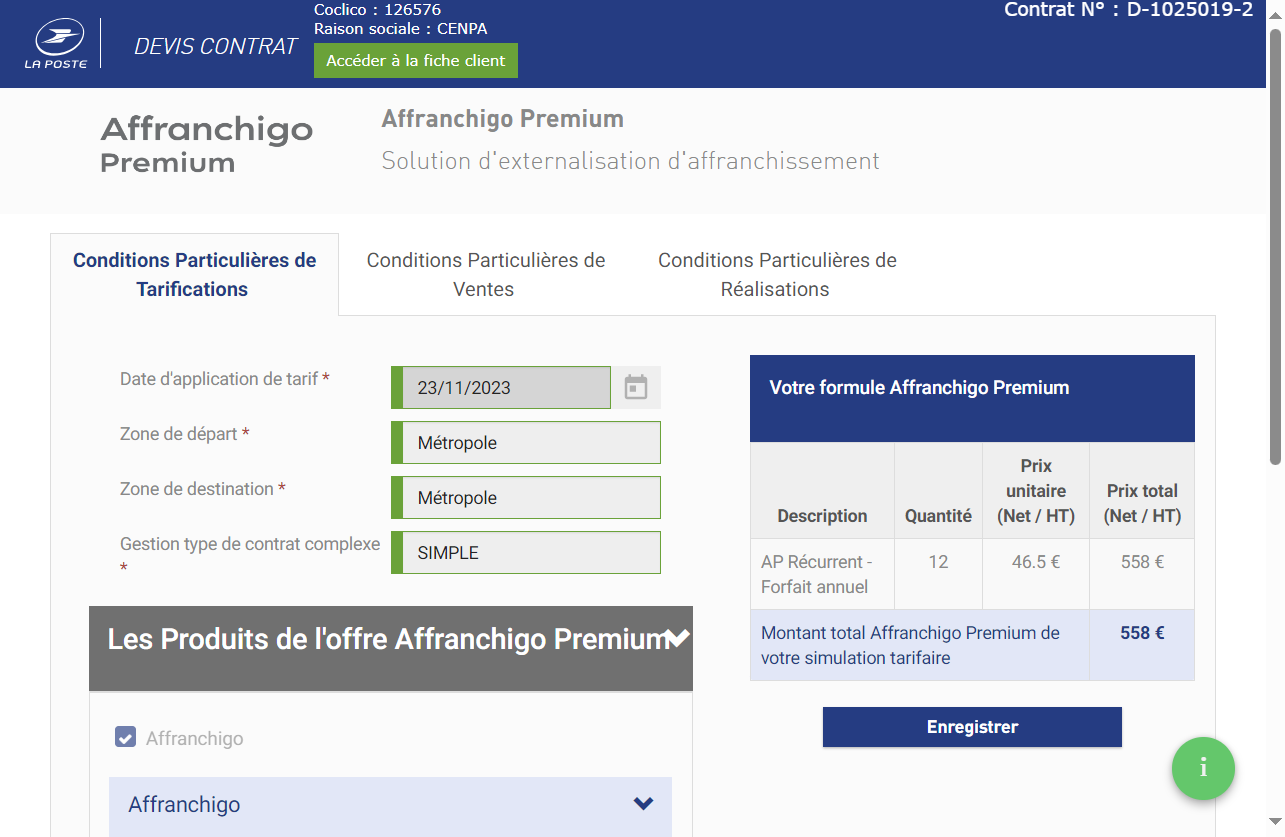 LA POSTE
DEVIS CONTRAT
Coclico : 126576
Raison sociale : CENPA
Accéder à la fiche client
Contrat N° : D-1025019-2
Affranchigo
Premium
Affranchigo Premium
Solution d'externalisation d'affranchissement
Conditions Particulières de
Tarifications
Conditions Particulières de
Ventes
Conditions Particulières de
Réalisations
Date d'application de tarif *
23/11/2023
Zone de départ *
Métropole
Zone de destination *
Métropole
Gestion type de contrat complexe
*
SIMPLE
Les Produits de l'offre Affranchigo Premium
Affranchigo
Affranchigo
Votre formule Affranchigo Premium
Description
Quantité
Prix
unitaire
(Net / HT)
Prix total
(Net / HT)
AP Récurrent -
Forfait annuel
12
46.5 €
558 €
Montant total Affranchigo Premium de
votre simulation tarifaire
558 €
Enregistrer
i